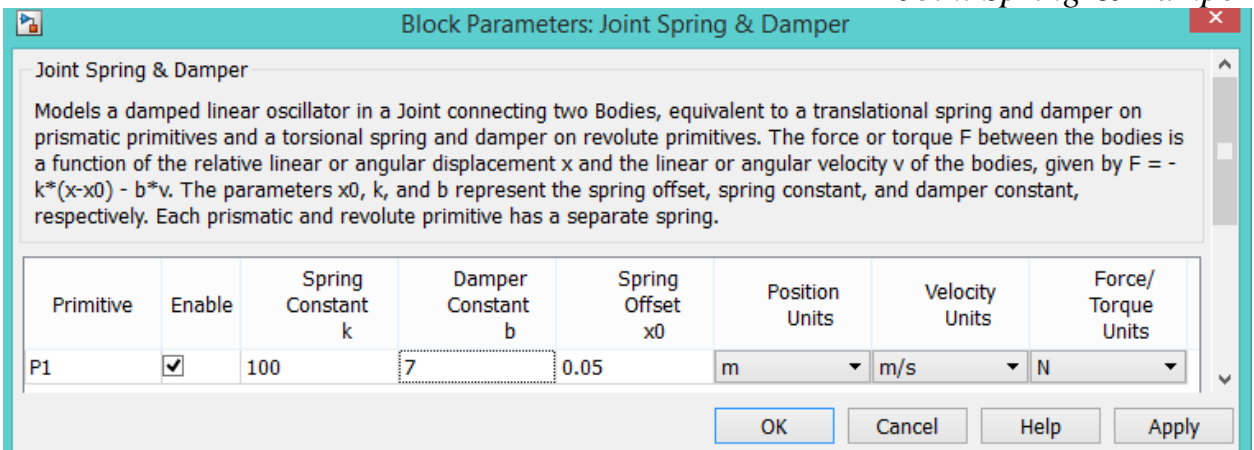 Block Parameters: Joint Spring & Damper
Joint Spring & Damper
Models a damped linear oscillator in a Joint connecting two Bodies, equivalent to a translational spring and damper on
prismatic primitives and a torsional spring and damper on revolute primitives. The force or torque F between the bodies is
a function of the relative linear or angular displacement x and the linear or angular velocity v of the bodies, given by F = -
k*(x-x0) - b*v. The parameters x0, k, and b represent the spring offset, spring constant, and damper constant,
respectively. Each prismatic and revolute primitive has a separate spring.
Primitive Enable Spring Constant k Damper Constant b Spring Offset x0 Position Units Velocity Units Force/ Torque Units
P1 100 7 0.05 m m/s N
OK Cancel Help Apply